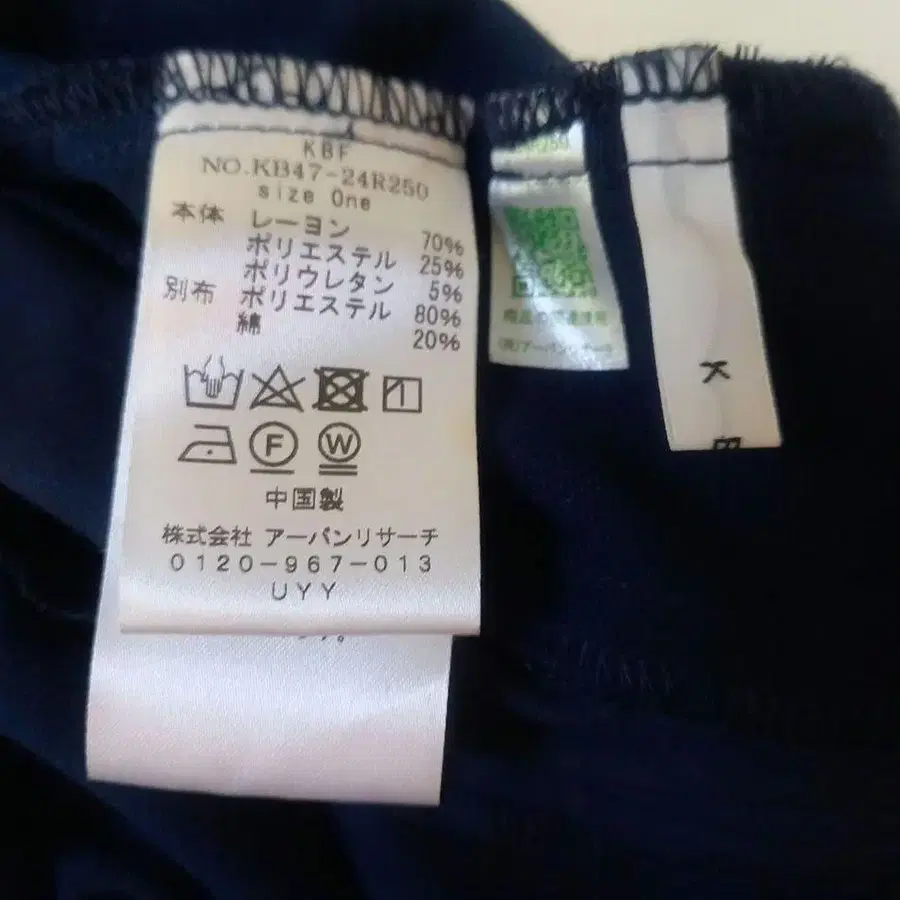 KBF
NO.KB47-24R250
size One
本体 レーヨン 70%
ポリエステル 25%
ポリウレタン 5%
別布 ポリエステル 80%
綿 20%
F W
中国製
株式会社 アーバンリサーチ
0120-967-013
UYY